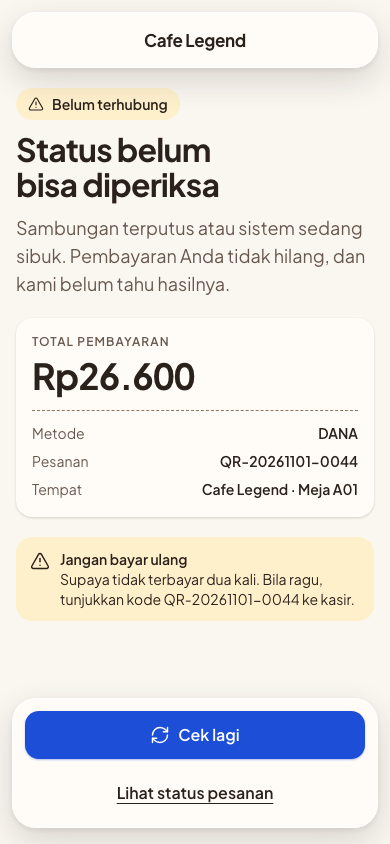 Cafe Legend
Belum terhubung
Status belum
bisa diperiksa
Sambungan terputus atau sistem sedang
sibuk. Pembayaran Anda tidak hilang, dan
kami belum tahu hasilnya.
TOTAL PEMBAYARAN
Rp26.600
Metode DANA
Pesanan QR-20261101-0044
Tempat Cafe Legend · Meja A01
Jangan bayar ulang
Supaya tidak terbayar dua kali. Bila ragu,
tunjukkan kode QR-20261101-0044 ke kasir.
Cek lagi
Lihat status pesanan